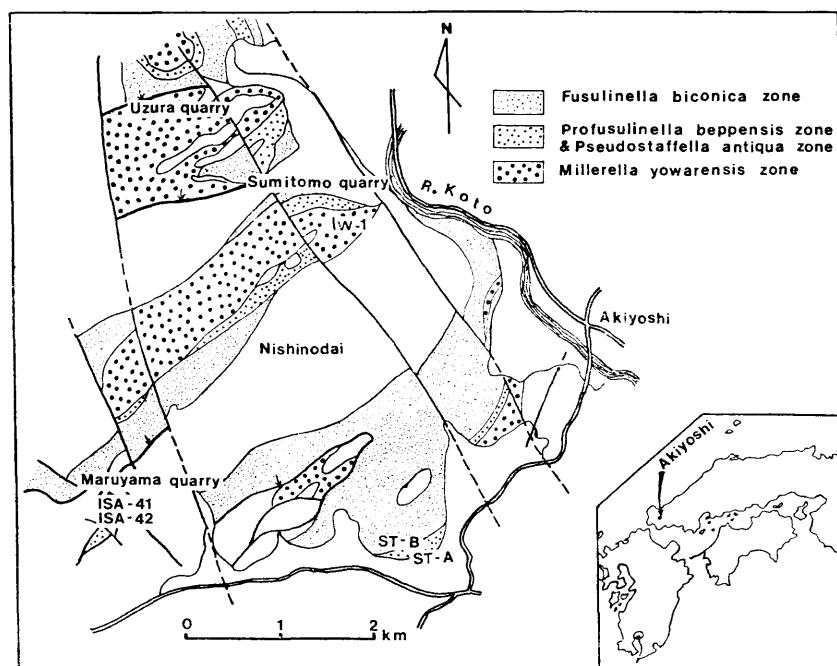 N
Fusulinella biconica zone
Profusulinella beppensis zone
& Pseudostaffella antiqua zone
Millerella yowarensis zone
Uzura quarry
Sumitomo quarry
IW-1
R. Koto
Akiyoshi
Nishinodai
Maruyama quarry
ISA-41
ISA-42
ST-B
ST-A
0 1 2
km
Akiyoshi